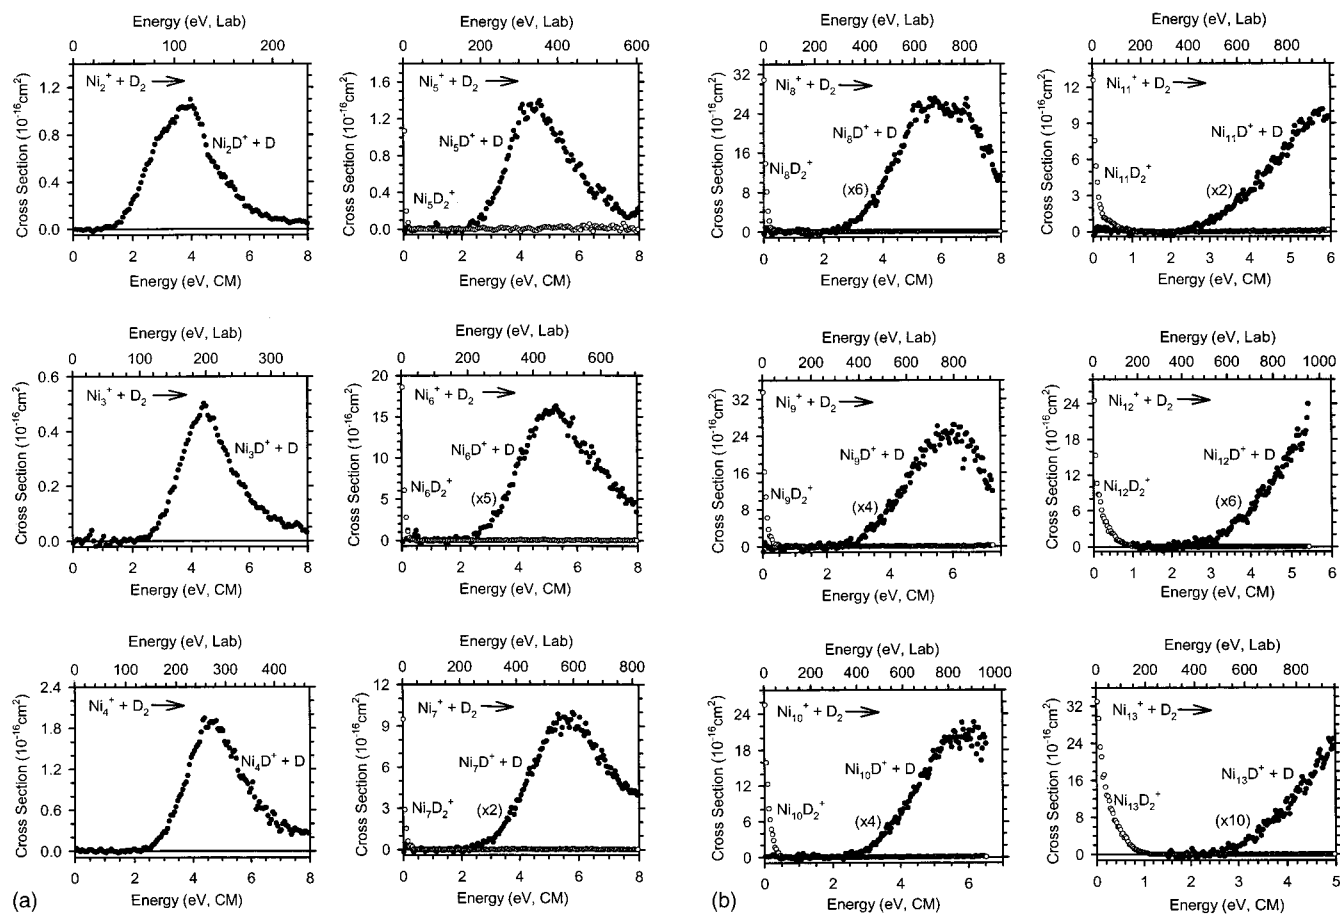 Energy (eV, Lab)
0 100 200
Cross Section (10⁻¹⁶cm²)
1.2
0.9
0.6
0.3
0.0
Ni₂⁺ + D₂
Ni₂D⁺ + D
0 2 4 6 8
Energy (eV, CM)
Energy (eV, Lab)
0 100 200 300 400 500 600
Cross Section (10⁻¹⁶cm²)
1.8
1.4
1.1
0.7
0.4
0.0
Ni₅⁺ + D₂
Ni₅D⁺ + D
Ni₅D₂⁺
0 2 4 6 8
Energy (eV, CM)
Energy (eV, Lab)
0 100 200 300
Cross Section (10⁻¹⁶cm²)
0.6
0.4
0.2
0.0
Ni₃⁺ + D₂
Ni₃D⁺ + D
0 2 4 6 8
Energy (eV, CM)
Energy (eV, Lab)
0 200 400 600
Cross Section (10⁻¹⁶cm²)
20
15
10
5
0
Ni₆⁺ + D₂
Ni₆D⁺ + D
Ni₆D₂⁺
(x5)
0 2 4 6 8
Energy (eV, CM)
Energy (eV, Lab)
0 100 200 300 400
Cross Section (10⁻¹⁶cm²)
2.4
1.8
1.2
0.6
0.0
Ni₄⁺ + D₂
Ni₄D⁺ + D
0 2 4 6 8
Energy (eV, CM)
Energy (eV, Lab)
0 200 400 600 800
Cross Section (10⁻¹⁶cm²)
12
9
6
3
0
Ni₇⁺ + D₂
Ni₇D⁺ + D
Ni₇D₂⁺
(x2)
0 2 4 6 8
Energy (eV, CM)
(a)
Energy (eV, Lab)
0 200 400 600 800
Cross Section (10⁻¹⁶cm²)
32
24
16
8
0
Ni₈⁺ + D₂
Ni₈D⁺ + D
Ni₈D₂⁺
(x6)
0 2 4 6 8
Energy (eV, CM)
Energy (eV, Lab)
0 200 400 600 800
Cross Section (10⁻¹⁶cm²)
12
9
6
3
0
Ni₁₁⁺ + D₂
Ni₁₁D⁺ + D
Ni₁₁D₂⁺
(x2)
0 1 2 3 4 5 6
Energy (eV, CM)
Energy (eV, Lab)
0 200 400 600 800
Cross Section (10⁻¹⁶cm²)
32
24
16
8
0
Ni₉⁺ + D₂
Ni₉D⁺ + D
Ni₉D₂⁺
(x4)
0 2 4 6
Energy (eV, CM)
Energy (eV, Lab)
0 200 400 600 800 1000
Cross Section (10⁻¹⁶cm²)
24
18
12
6
0
Ni₁₂⁺ + D₂
Ni₁₂D⁺ + D
Ni₁₂D₂⁺
(x6)
0 1 2 3 4 5 6
Energy (eV, CM)
Energy (eV, Lab)
0 200 400 600 800 1000
Cross Section (10⁻¹⁶cm²)
24
18
12
6
0
Ni₁₀⁺ + D₂
Ni₁₀D⁺ + D
Ni₁₀D₂⁺
(x4)
0 2 4 6
Energy (eV, CM)
Energy (eV, Lab)
0 200 400 600 800
Cross Section (10⁻¹⁶cm²)
32
24
16
8
0
Ni₁₃⁺ + D₂
Ni₁₃D⁺ + D
Ni₁₃D₂⁺
(x10)
0 1 2 3 4 5
Energy (eV, CM)
(b)